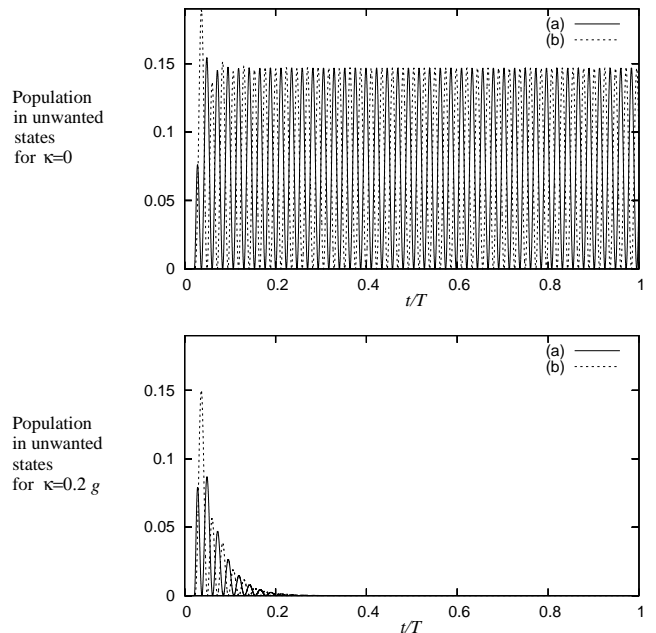 (a)
(b)
0.15
0.1
0.05
0
Population
in unwanted
states
for κ=0
0 0.2 0.4 0.6 0.8 1
t/T
(a)
(b)
0.15
0.1
0.05
0
Population
in unwanted
states
for κ=0.2 g
0 0.2 0.4 0.6 0.8 1
t/T